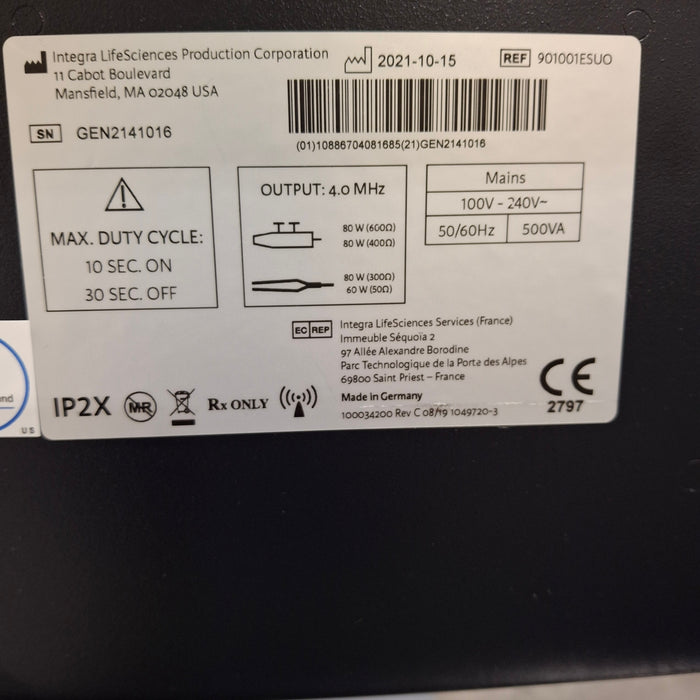 Integra LifeSciences Production Corporation
11 Cabot Boulevard
Mansfield, MA 02048 USA
2021-10-15
REF 901001ESU0
SN GEN2141016
(01)10886704081685(21)GEN2141016
MAX. DUTY CYCLE:
10 SEC. ON
30 SEC. OFF
OUTPUT: 4.0 MHz
80 W (600Ω)
80 W (400Ω)
80 W (300Ω)
60 W (50Ω)
Mains
100V - 240V~
50/60Hz 500VA
EC REP Integra LifeSciences Services (France)
Immeuble Séquoïa 2
97 Allée Alexandre Borodine
Parc Technologique de la Porte des Alpes
69800 Saint Priest – France
Made in Germany
100034200 Rev C 08/19 1049720-3
CE
2797
IP2X MR Rx ONLY
US